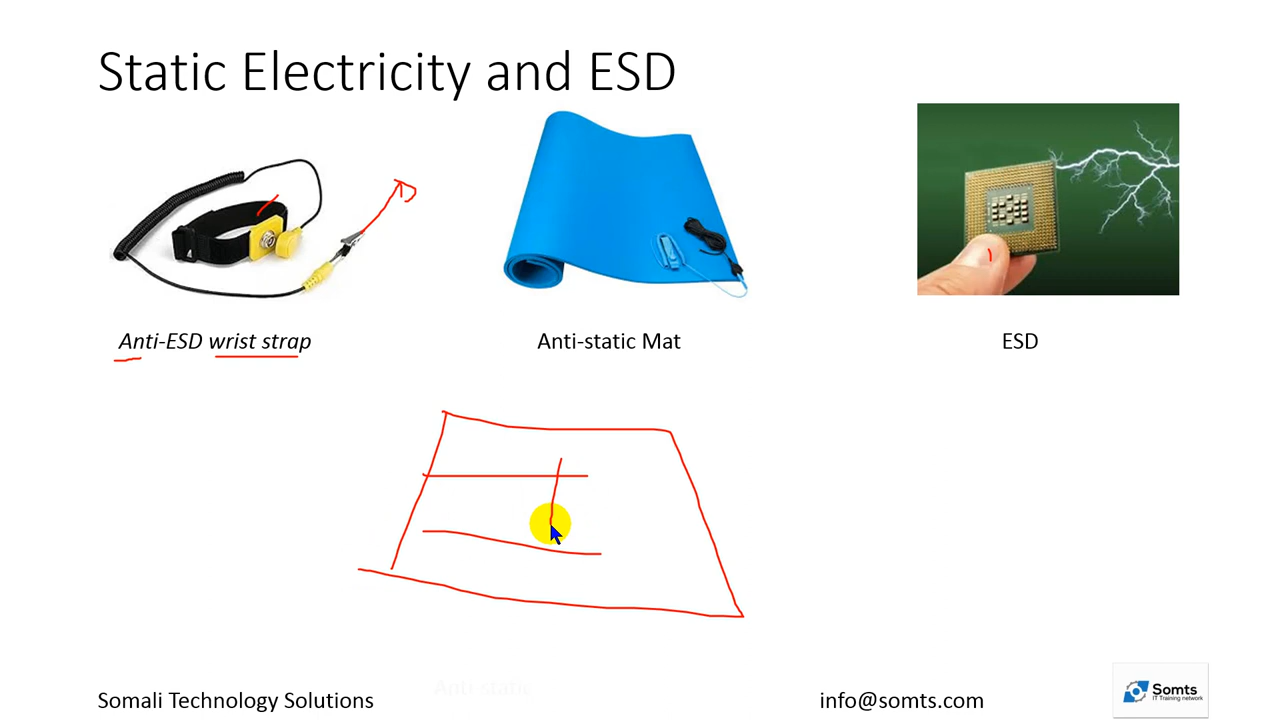 Static Electricity and ESD
Anti-ESD wrist strap
Anti-static Mat
ESD
Anti static
Somali Technology Solutions
info@somts.com
Somts
IT Training network